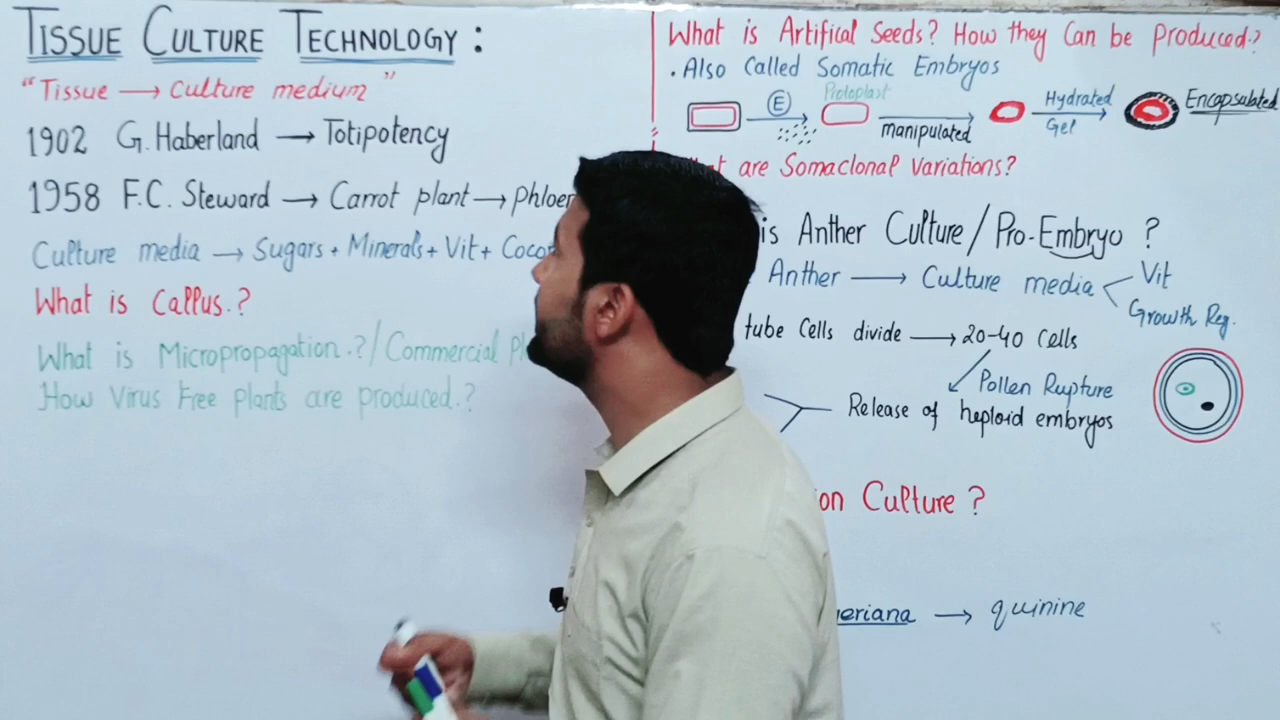 TISSUE CULTURE TECHNOLOGY :
"Tissue → Culture medium"
1902 G. Haberland → Totipotency
1958 F.C. Steward → Carrot plant → Phloe
Culture media → Sugars + Minerals + Vit + Coco
What is Callus.?
What is Micropropagation.?/Commercial Pl
How Virus Free plants are produced.?
What is Artifical Seeds? How they Can be Produced.?
. Also Called Somatic Embryos
E → Protoplast
manipulated → Hydrated Gel → Encapsulated
are Somaclonal Variations?
is Anther Culture/Pro-Embryo ?
Anther → Culture media
Vit
Growth Reg.
tube Cells divide → 20-40 Cells
Pollen Rupture
Release of heploid embryos
on Culture ?
eriana → quinine